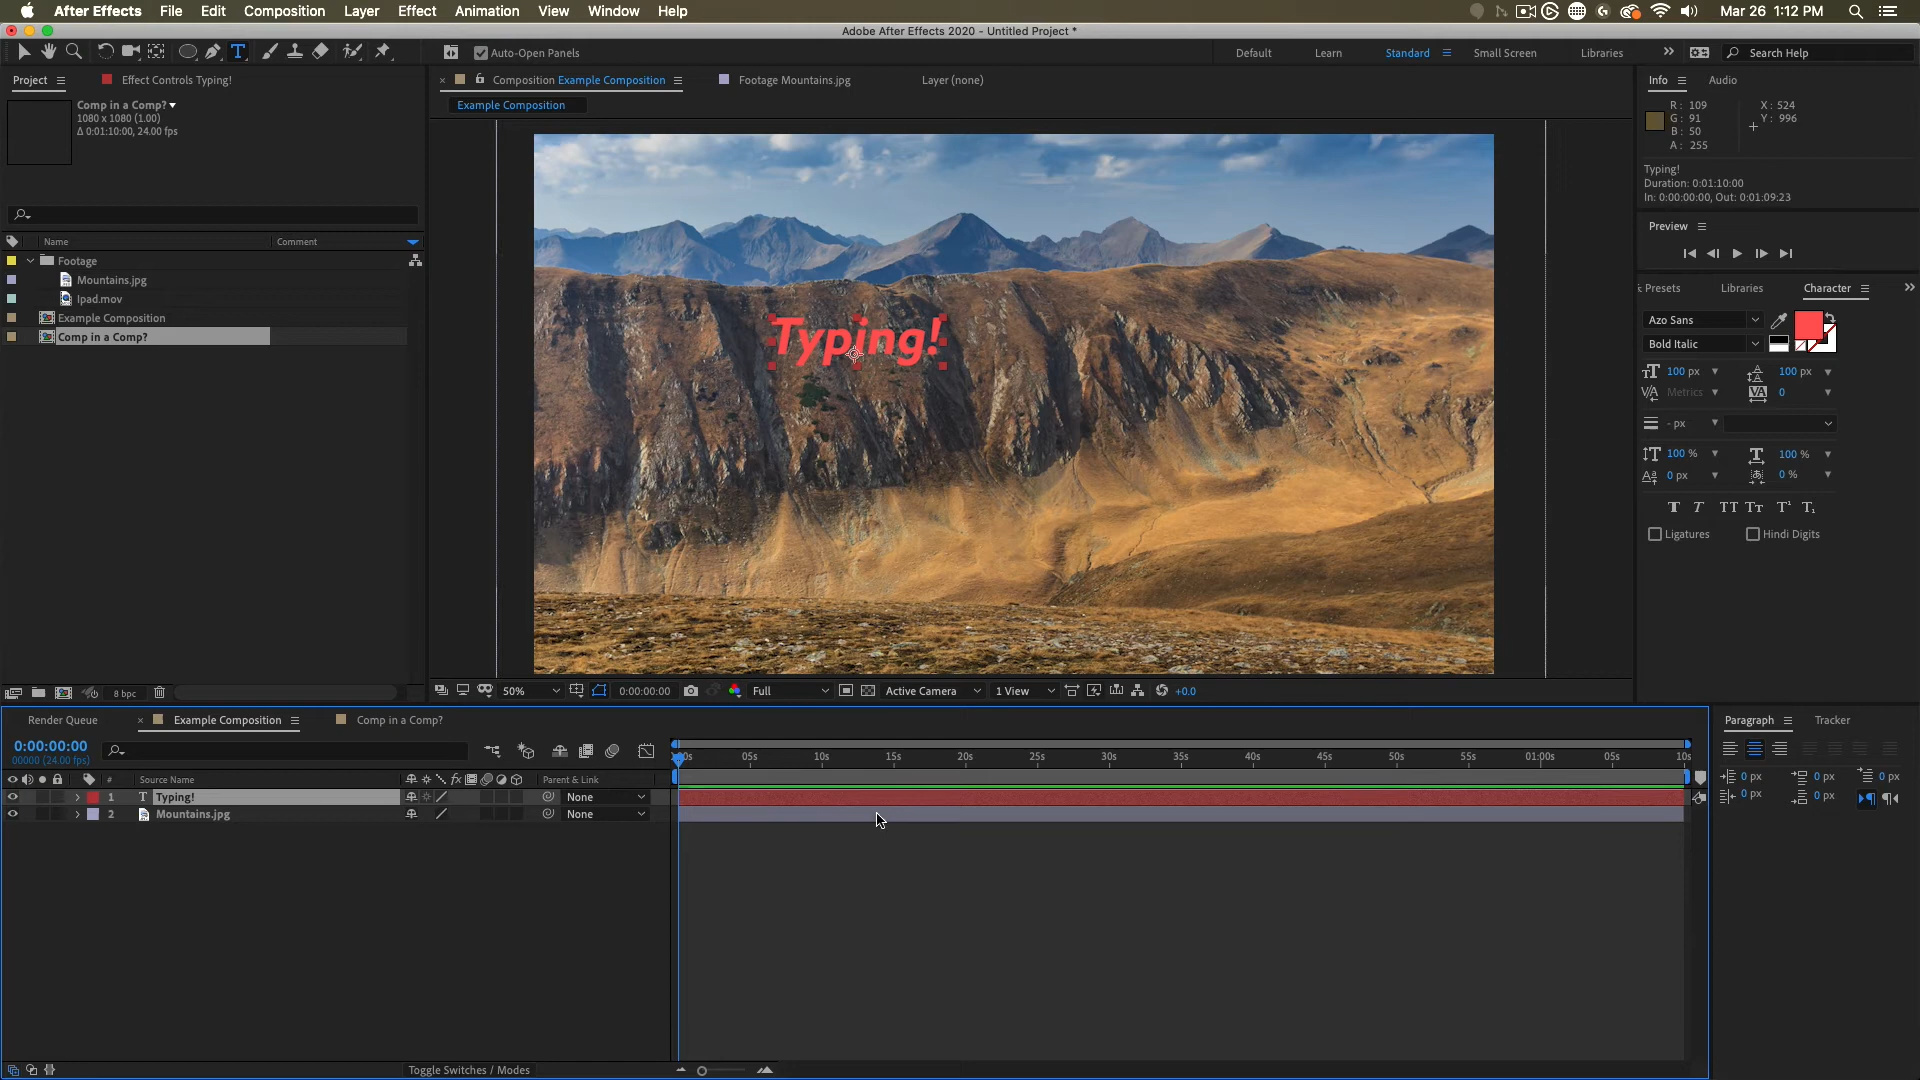 After Effects File Edit Composition Layer Effect Animation View Window Help Mar 26 1:12 PM
Adobe After Effects 2020 - Untitled Project *
Auto-Open Panels Default Learn Standard Small Screen Libraries Search Help
Project Effect Controls Typing!
Comp in a Comp?
1080 x 1080 (1.00)
Δ 0:01:10:00, 24.00 fps
Name Comment
Footage
Mountains.jpg
Ipad.mov
Example Composition
Comp in a Comp?
8 bpc
Composition Example Composition Footage Mountains.jpg Layer (none)
Example Composition
Typing!
50% 0:00:00:00 Full Active Camera 1 View +0.0
Info Audio
R: 109 X: 524
G: 91 Y: 996
B: 50
A: 255
Typing!
Duration: 0:01:10:00
In: 0:00:00:00, Out: 0:01:09:23
Preview
Presets Libraries Character
Azo Sans
Bold Italic
100 px 100 px
Metrics 0
- px
100 % 100 %
0 px 0 %
T T TT Tт T¹ T₁
Ligatures Hindi Digits
Render Queue Example Composition Comp in a Comp?
0:00:00:00
00000 (24.00 fps)
05s 10s 15s 20s 25s 30s 35s 40s 45s 50s 55s 01:00s 05s 10s
# Source Name Parent & Link
1 T Typing! None
2 Mountains.jpg None
Toggle Switches / Modes
Paragraph Tracker
0 px 0 px 0 px
0 px 0 px